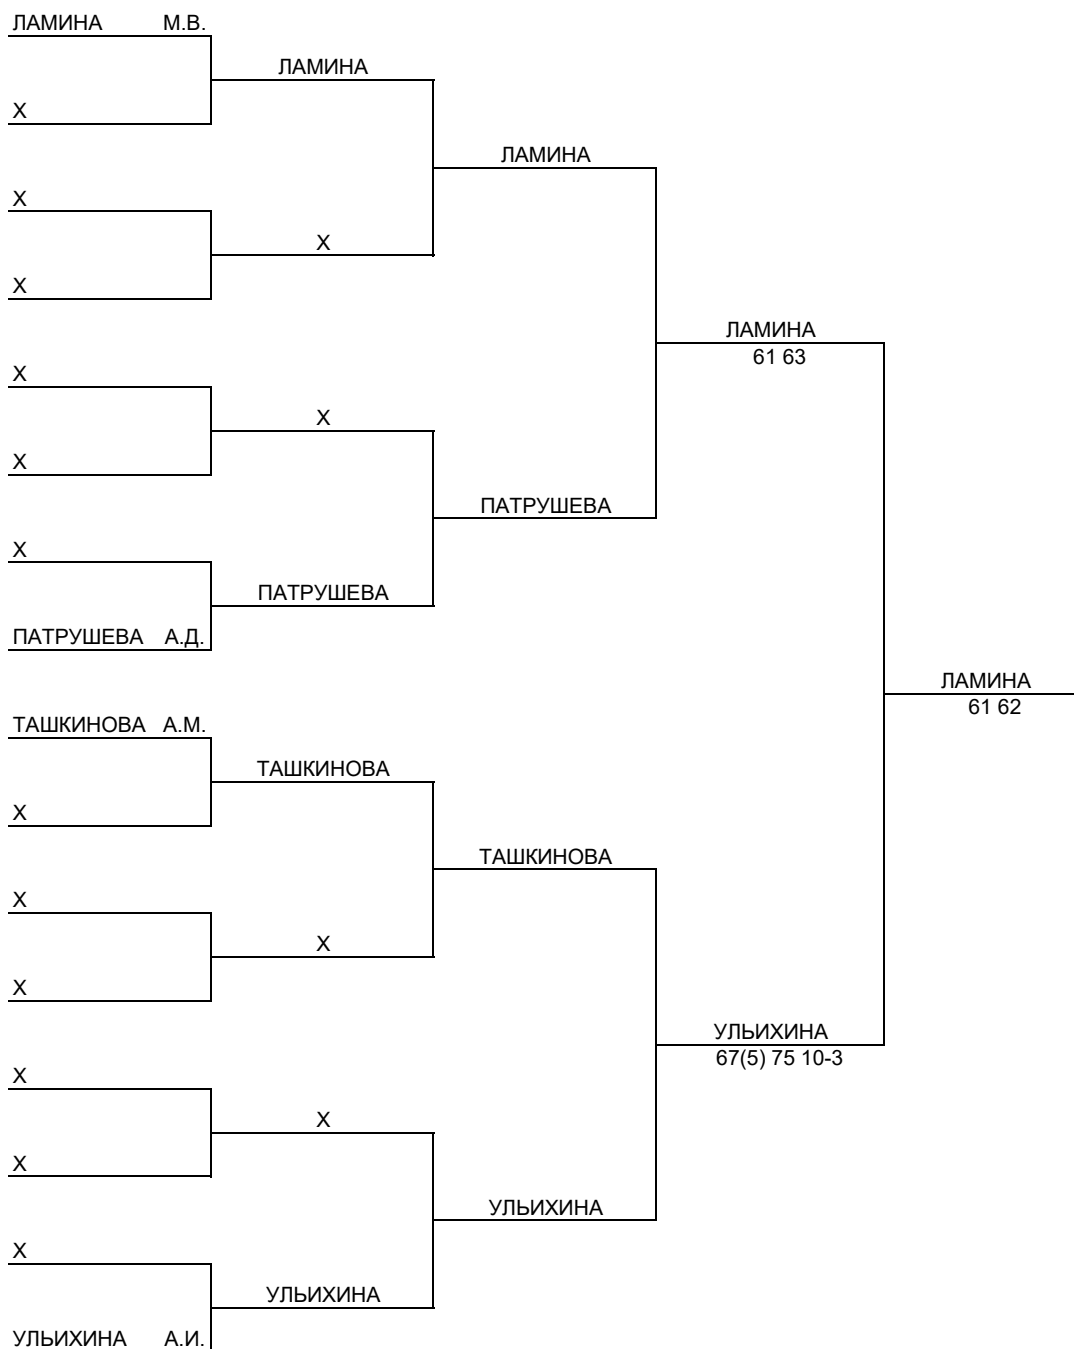 ЛАМИНА М.В.
ЛАМИНА
X
ЛАМИНА
X
X
X
ЛАМИНА
61 63
X
X
X
ПАТРУШЕВА
X
ПАТРУШЕВА
ПАТРУШЕВА А.Д.
ЛАМИНА
61 62
ТАШКИНОВА А.М.
ТАШКИНОВА
X
ТАШКИНОВА
X
X
X
УЛЬИХИНА
67(5) 75 10-3
X
X
X
УЛЬИХИНА
X
УЛЬИХИНА
УЛЬИХИНА А.И.